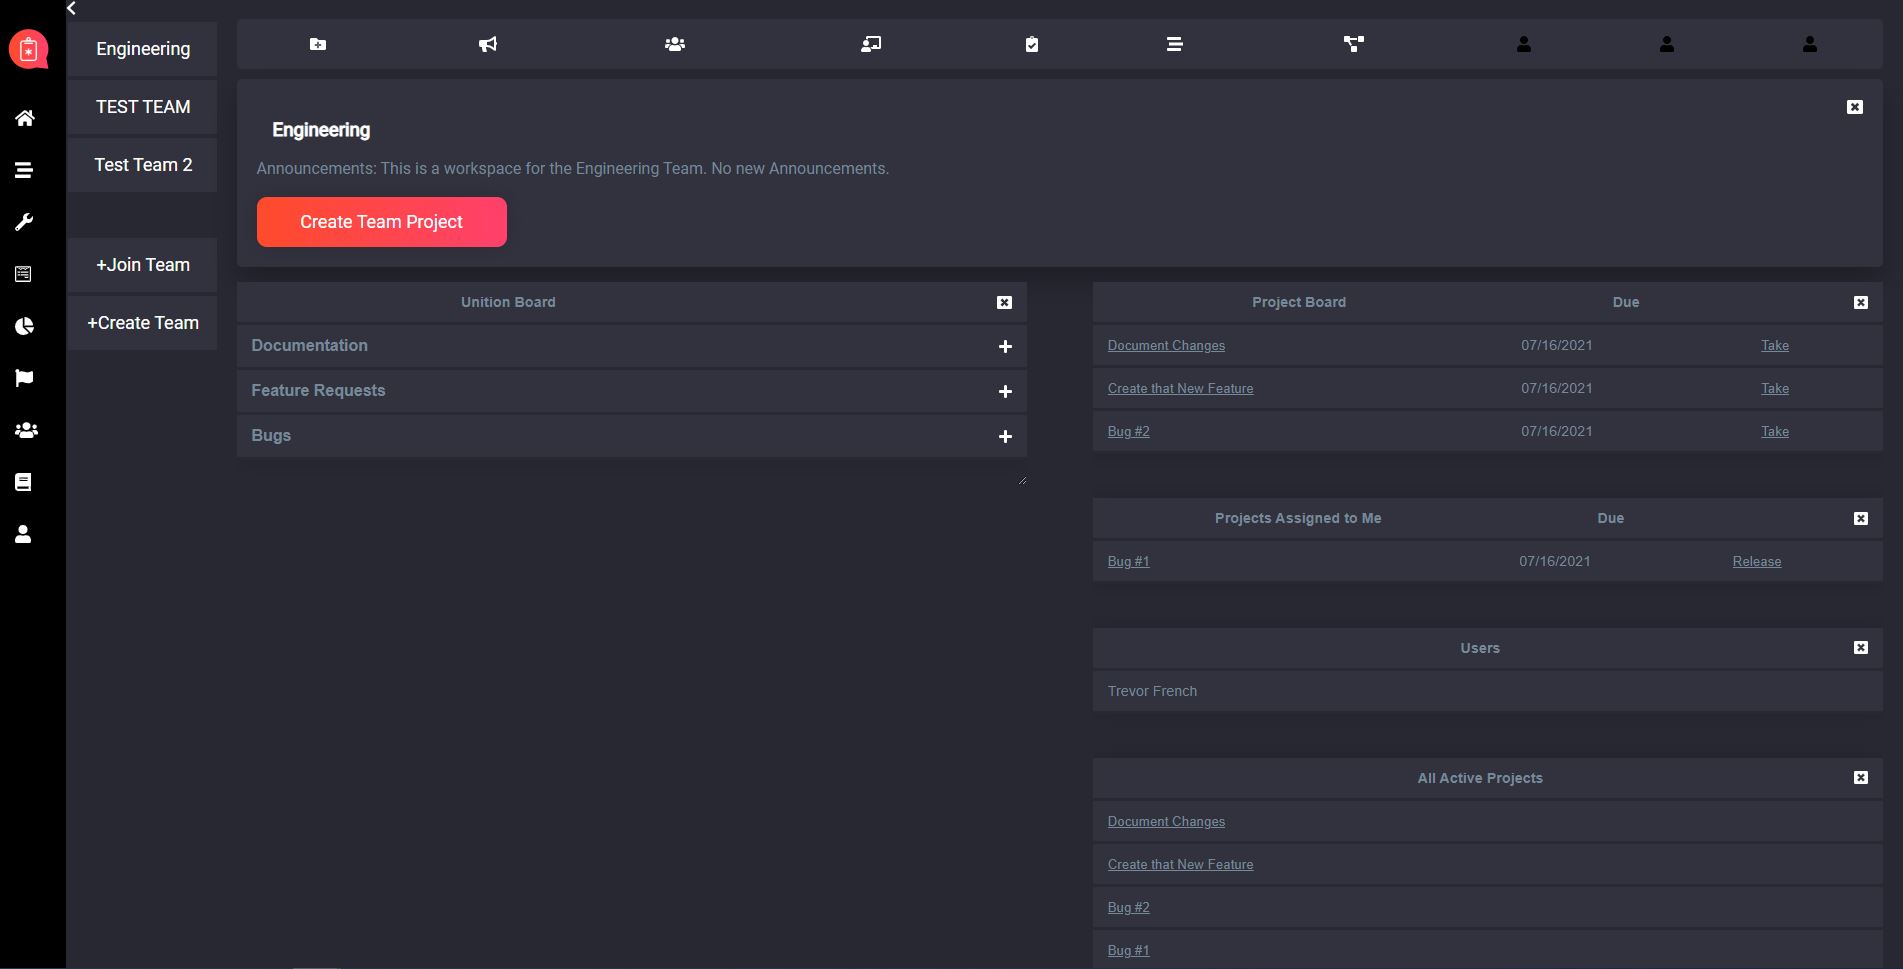 Engineering
TEST TEAM
Test Team 2
+Join Team
+Create Team
Engineering
Announcements: This is a workspace for the Engineering Team. No new Announcements.
Create Team Project
Unition Board
Documentation
Feature Requests
Bugs
Project Board Due
Document Changes 07/16/2021 Take
Create that New Feature 07/16/2021 Take
Bug #2 07/16/2021 Take
Projects Assigned to Me Due
Bug #1 07/16/2021 Release
Users
Trevor French
All Active Projects
Document Changes
Create that New Feature
Bug #2
Bug #1